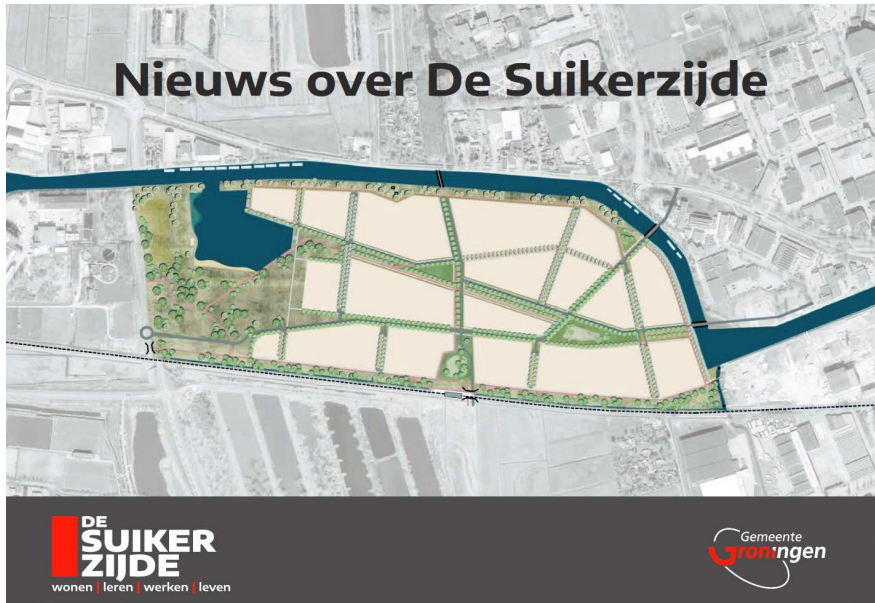 Nieuws over De Suikerzijde
DE
SUIKER
ZIJDE
wonen | leren | werken | leven
Gemeente
Groningen